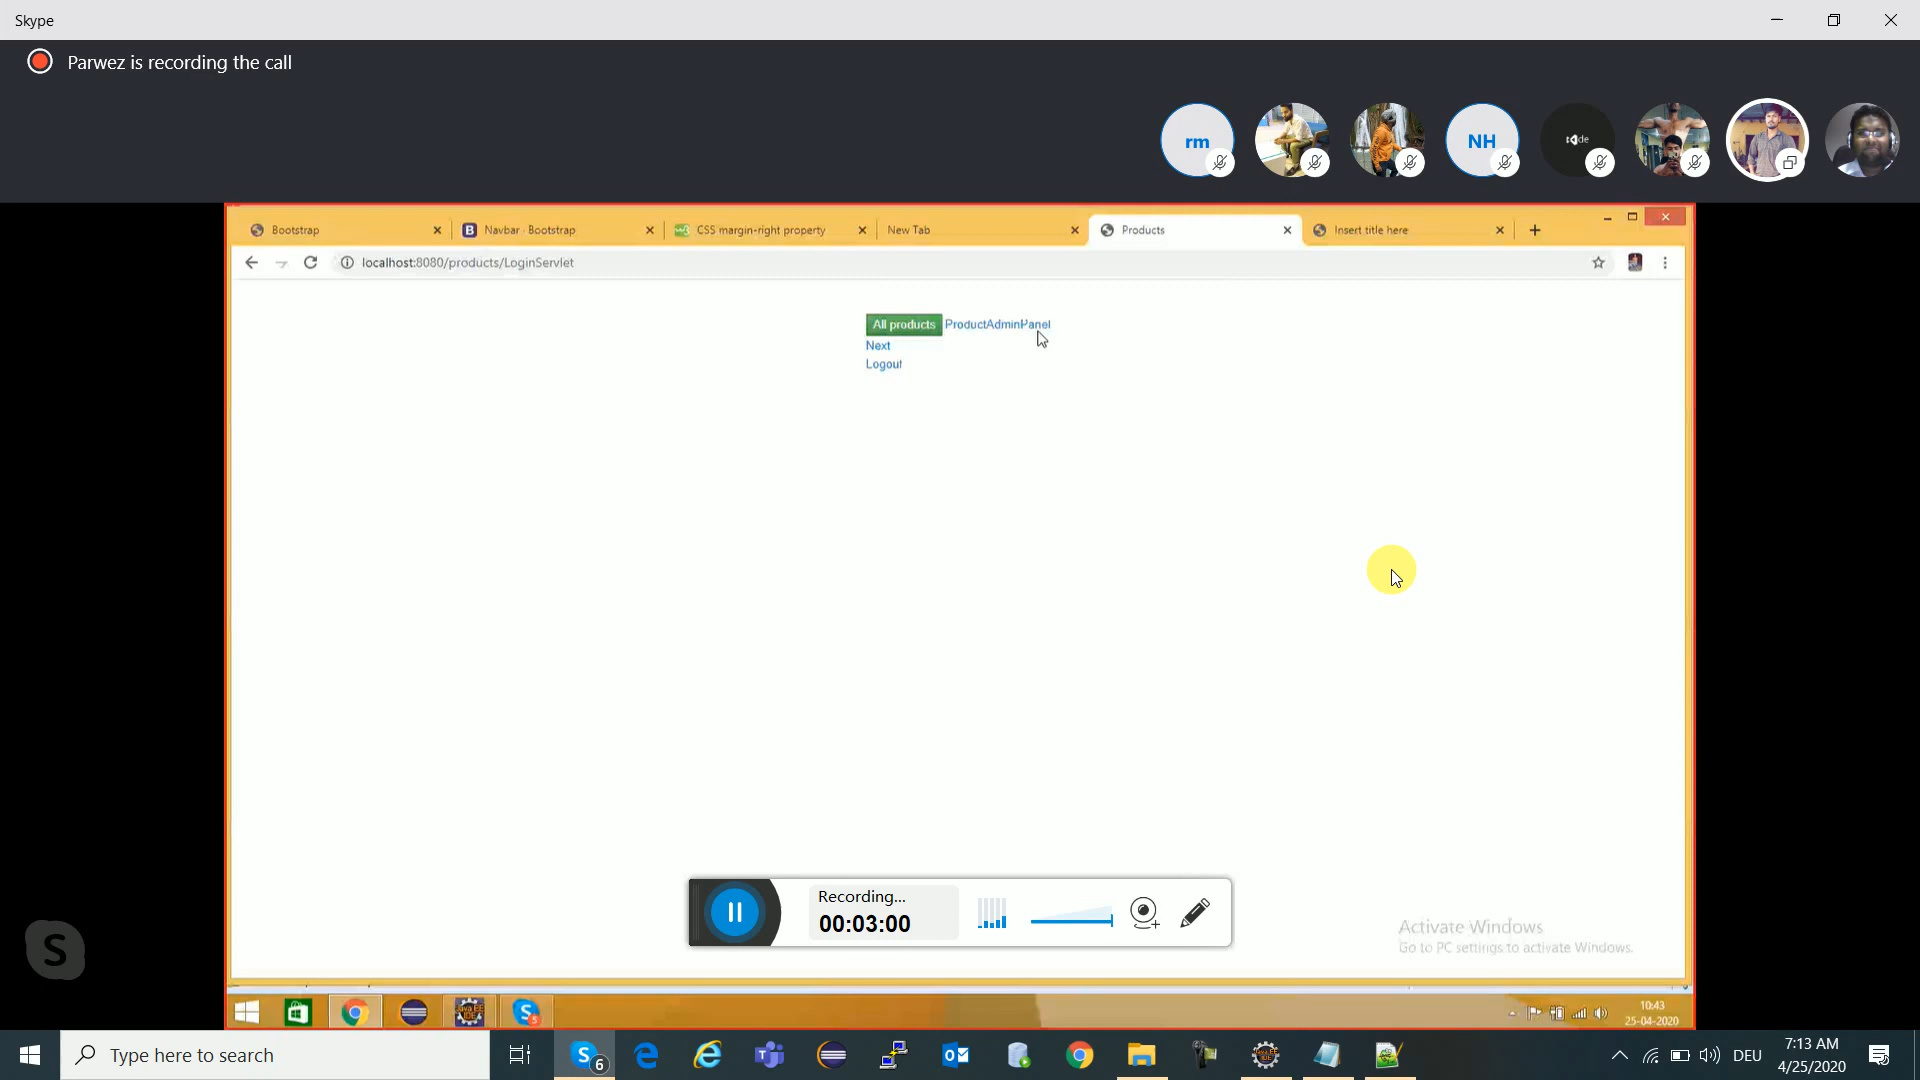 Skype
Parwez is recording the call
rm
NH
Bootstrap
Navbar · Bootstrap
CSS margin-right property
New Tab
Products
Insert title here
localhost:8080/products/LoginServlet
All products ProductAdminPanel
Next
Logout
Recording...
00:03:00
Activate Windows
Go to PC settings to activate Windows.
10:43
25-04-2020
Type here to search
6
DEU
7:13 AM
4/25/2020